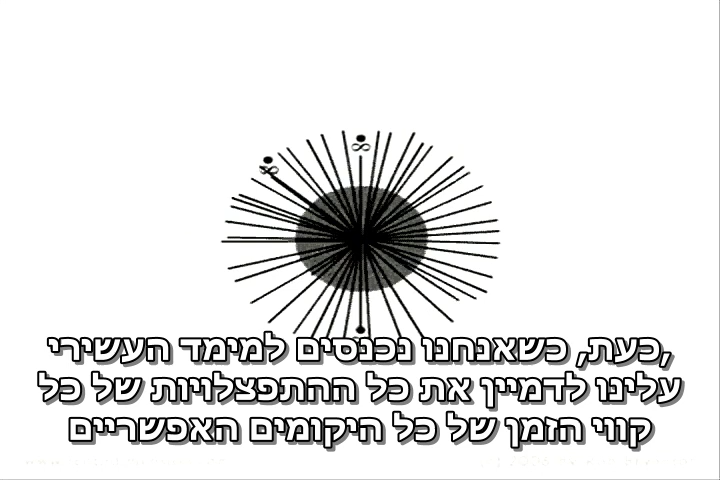 ∞
∞
,כעת, כשאנחנו נכנסים למימד העשירי
עלינו לדמיין את כל ההתפצלויות של כל
קווי הזמן של כל היקומים האפשריים